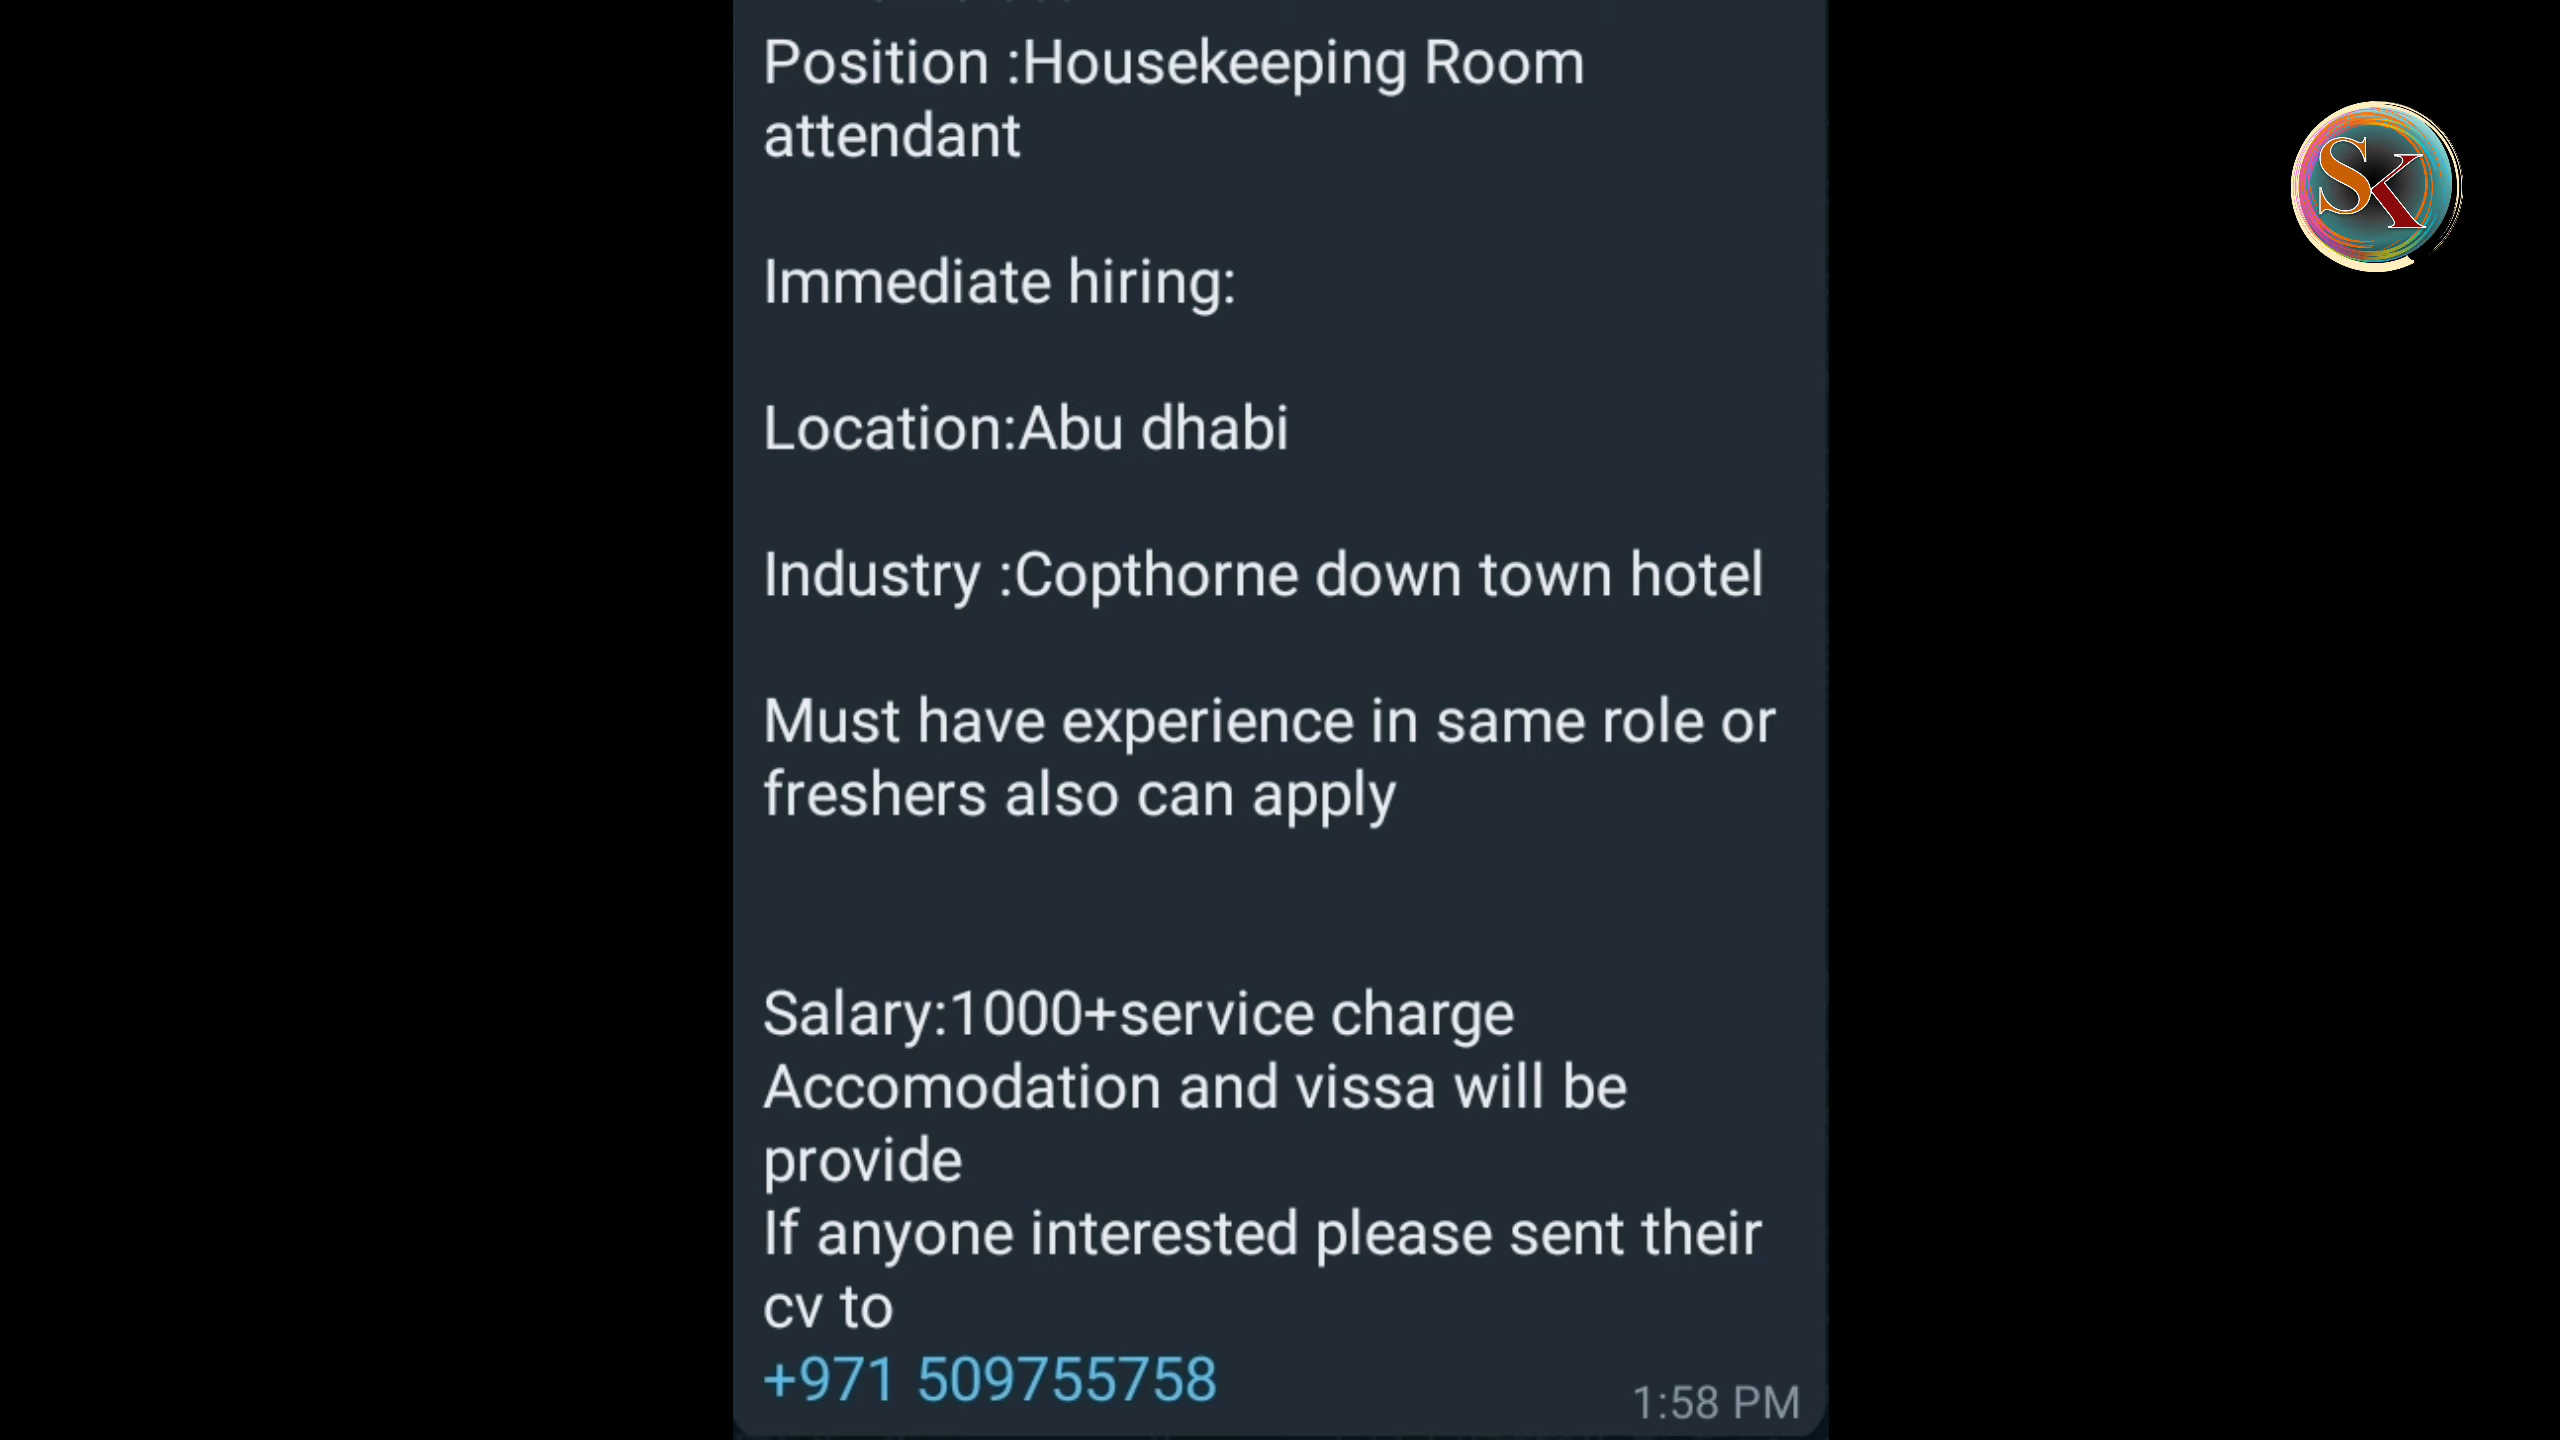 Position :Housekeeping Room
attendant
Immediate hiring:
Location:Abu dhabi
Industry :Copthorne down town hotel
Must have experience in same role or
freshers also can apply
Salary:1000+service charge
Accomodation and vissa will be
provide
If anyone interested please sent their
cv to
+971 509755758
1:58 PM
SK